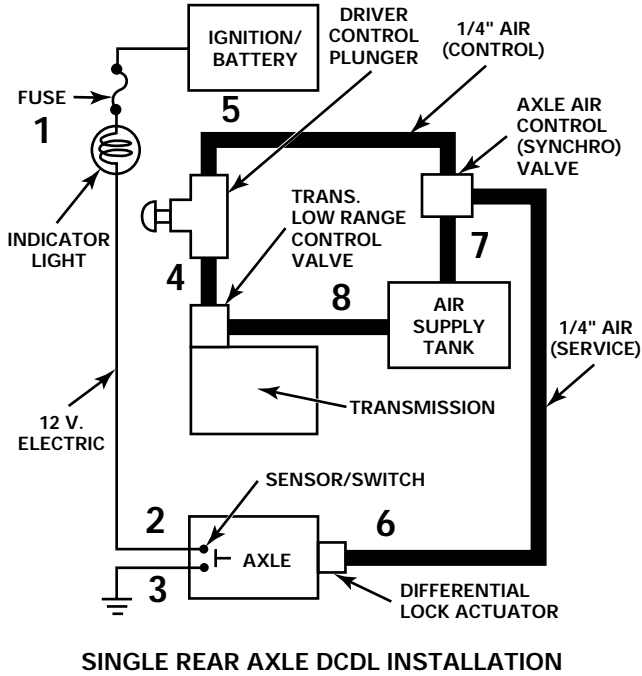 IGNITION/
BATTERY
DRIVER
CONTROL
PLUNGER
1/4" AIR
(CONTROL)
FUSE
1
5
AXLE AIR
CONTROL
(SYNCHRO)
VALVE
INDICATOR
LIGHT
TRANS.
LOW RANGE
CONTROL
VALVE
4
7
8
AIR
SUPPLY
TANK
1/4" AIR
(SERVICE)
TRANSMISSION
12 V.
ELECTRIC
SENSOR/SWITCH
2
6
AXLE
3
DIFFERENTIAL
LOCK ACTUATOR
SINGLE REAR AXLE DCDL INSTALLATION